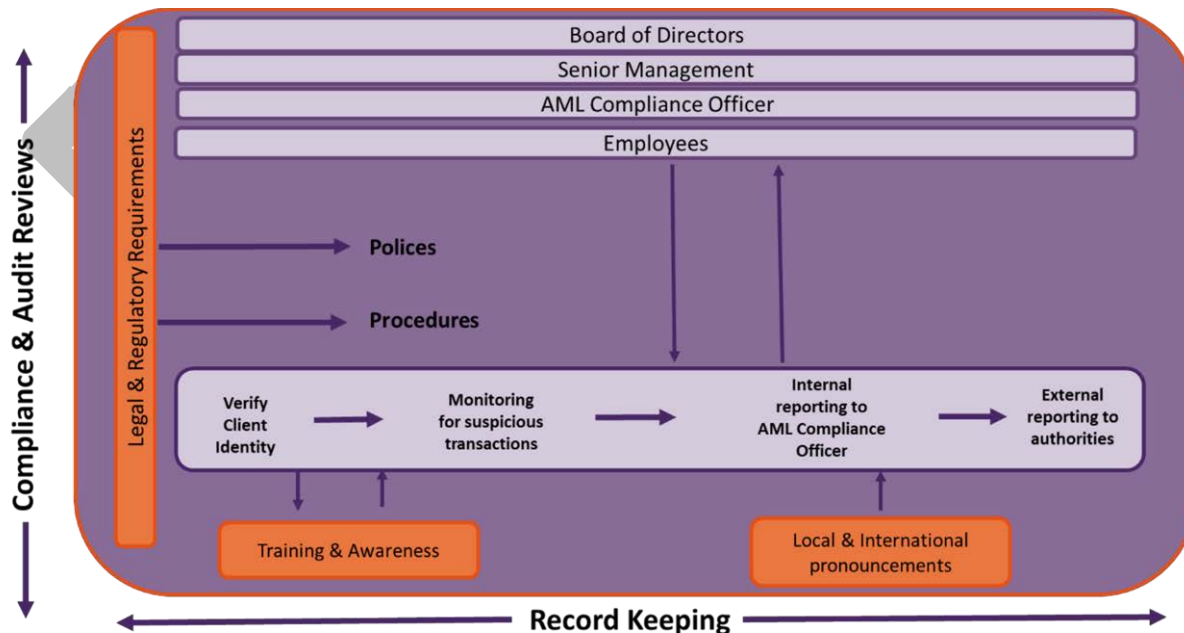 Board of Directors
Senior Management
AML Compliance Officer
Employees
Compliance & Audit Reviews
Legal & Regulatory Requirements
Polices
Procedures
Verify
Client
Identity
Monitoring
for suspicious
transactions
Internal
reporting to
AML Compliance
Officer
External
reporting to
authorities
Training & Awareness
Local & International
pronouncements
Record Keeping